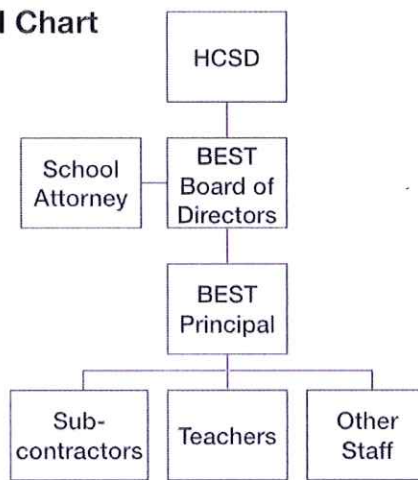 Chart
HCSD
School
Attorney
BEST
Board of
Directors
BEST
Principal
Sub-
contractors
Teachers
Other
Staff